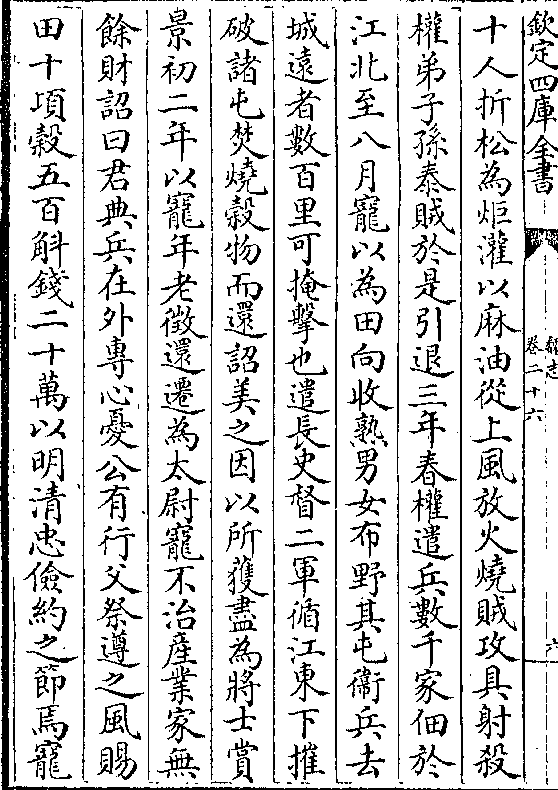 欽定四庫全書
魏志
卷二十六
六
十人折松為炬灌以麻油從上風放火燒賊攻具射殺
權弟子孫泰賊於是引退三年春權遣兵數千家佃於
江北至八月寵以為田向收熟男女布野其屯衛兵去
城遠者數百里可掩擊也遣長吏督二軍循江東下摧
破諸屯焚燒穀物而還詔美之因以所獲盡為將士賞
景初二年以寵年老徵還遷為太尉寵不治產業家無
餘財詔曰君典兵在外專心憂公有行父祭遵之風賜
田十項穀五百斛錢二十萬以明清忠儉約之節焉寵